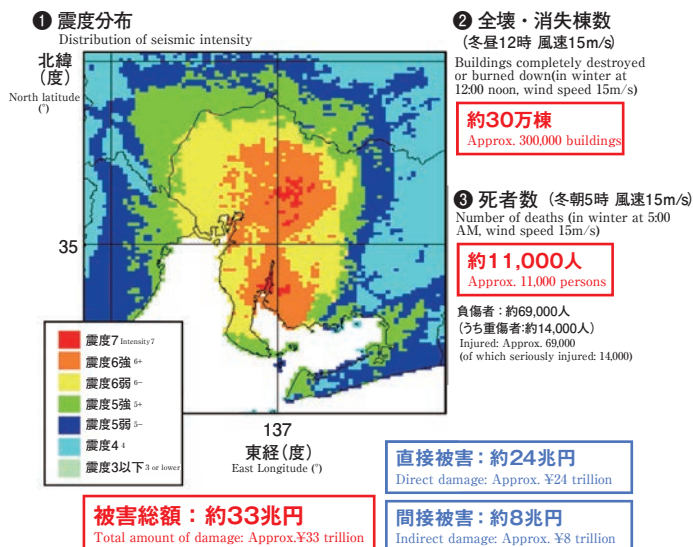 ❶ 震度分布
Distribution of seismic intensity
北緯
(度)
North latitude
(°)
35
137
東経(度)
East Longitude (°)
震度7 Intensity7
震度6強 6+
震度6弱 6−
震度5強 5+
震度5弱 5−
震度4 4
震度3以下 3 or lower
❷ 全壊・消失棟数
(冬昼12時 風速15m/s)
Buildings completely destroyed
or burned down(in winter at
12:00 noon, wind speed 15m/s)
約30万棟
Approx. 300,000 buildings
❸ 死者数 (冬朝5時 風速15m/s)
Number of deaths (in winter at 5:00
AM, wind speed 15m/s)
約11,000人
Approx. 11,000 persons
負傷者：約69,000人
(うち重傷者:約14,000人)
Injured: Approx. 69,000
(of which seriously injured: 14,000)
被害総額：約33兆円
Total amount of damage: Approx.¥33 trillion
直接被害：約24兆円
Direct damage: Approx. ¥24 trillion
間接被害：約8兆円
Indirect damage: Approx. ¥8 trillion